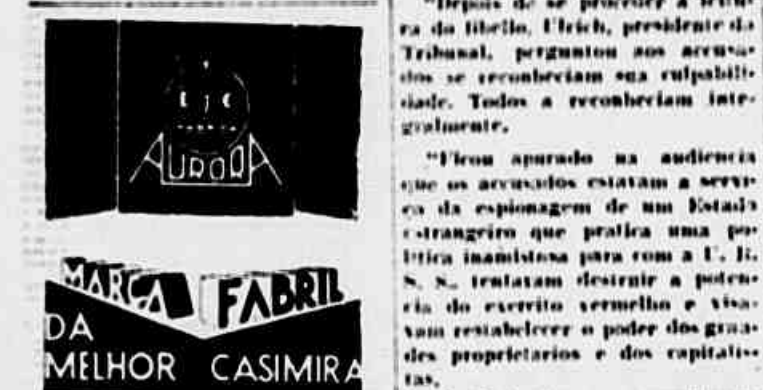 MARCA FABRIL
DA
MELHOR CASIMIRA
"Depois de se proceder a leitu-
ra do libello, Ulrich, presidente da
Tribunal, perguntou aos accusa-
dos se reconheciam sua culpabili-
dade. Todos a reconheciam inte-
gralmente.
"Ficou apurado na audiencia
que os accusados estavam a servi-
ço da espionagem de um Estado
estrangeiro que pratica uma po-
litica inamistosa para com a U. R.
S. S., tentavam destruir a poten-
cia do exercito vermelho e visa-
vam restabelecer o poder dos gran-
des proprietarios e dos capitalis-
tas.